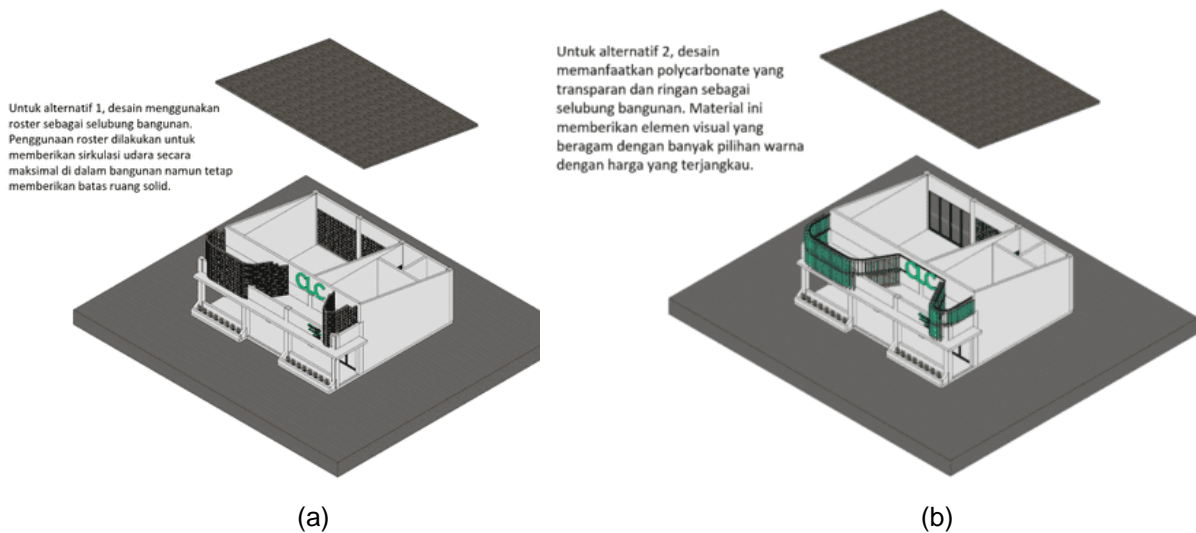 Untuk alternatif 1, desain menggunakan
roster sebagai selubung bangunan.
Penggunaan roster dilakukan untuk
memberikan sirkulasi udara secara
maksimal di dalam bangunan namun tetap
memberikan batas ruang solid.
Untuk alternatif 2, desain
memanfaatkan polycarbonate yang
transparan dan ringan sebagai
selubung bangunan. Material ini
memberikan elemen visual yang
beragam dengan banyak pilihan warna
dengan harga yang terjangkau.
CLC
CLC
(a)
(b)